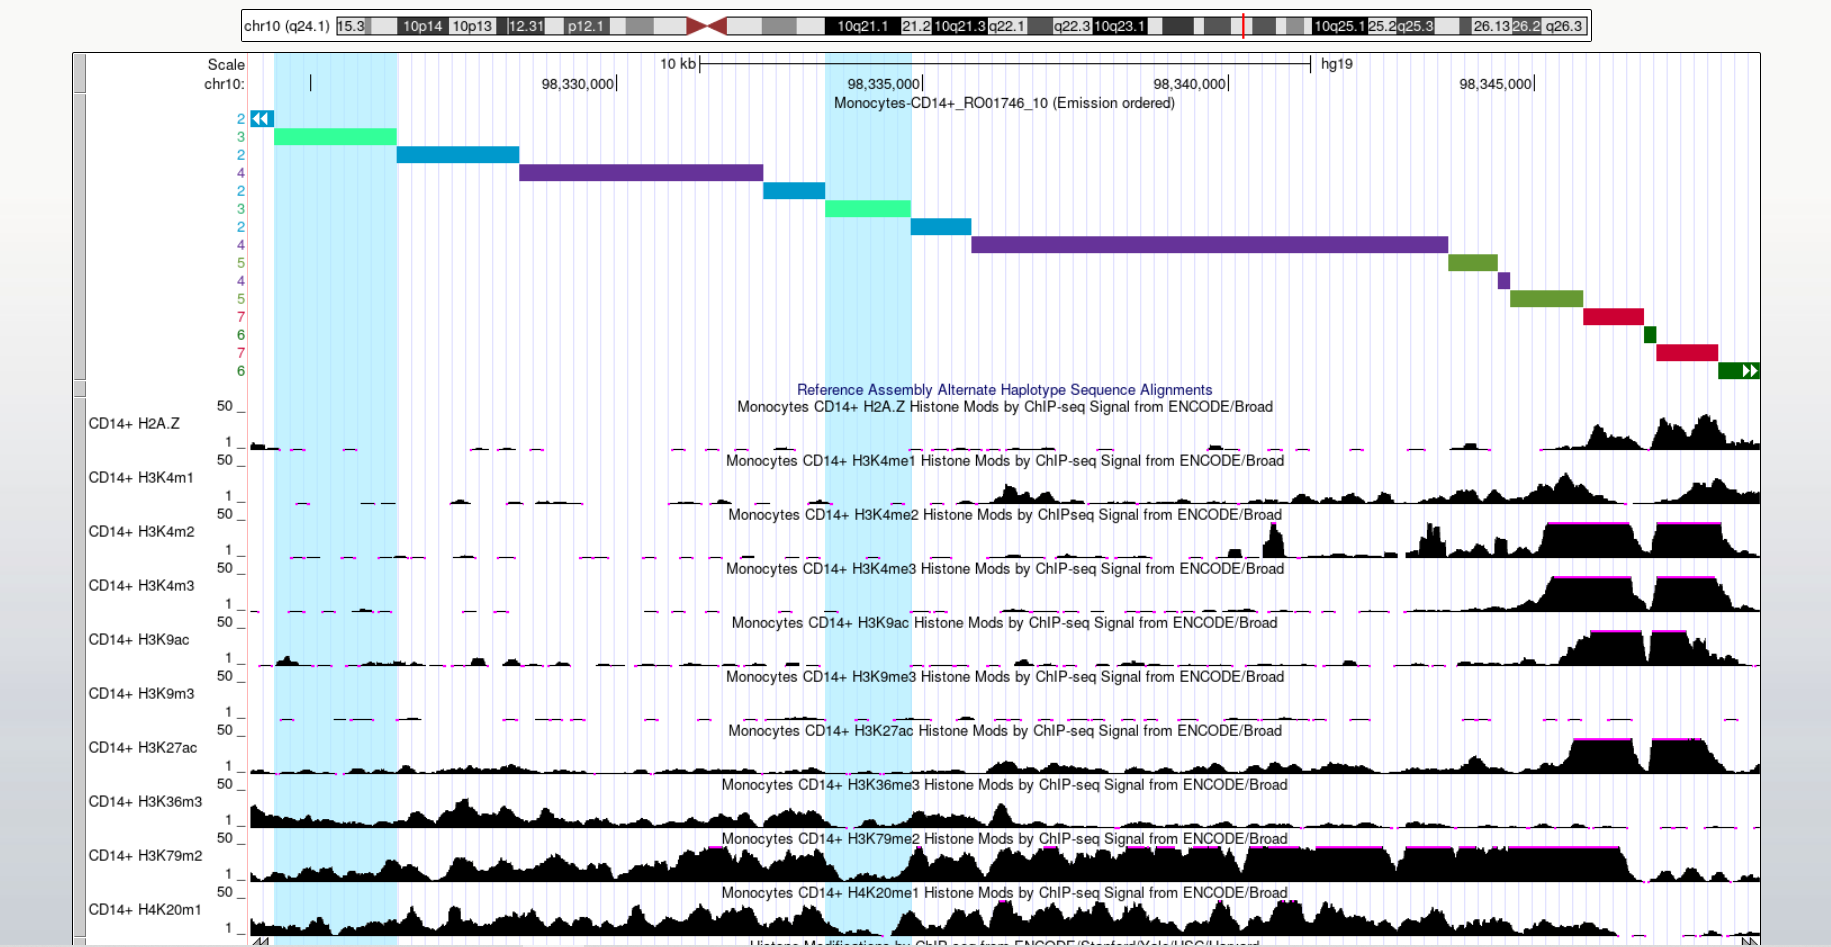 chr10 (q24.1) 15.3 10p14 10p13 12.31 p12.1 10q21.1 21.2 10q21.3 q22.1 q22.3 10q23.1 10q25.1 25.2 q25.3 26.13 26.2 q26.3
Scale 10 kb hg19
chr10: 98,330,000 98,335,000 98,340,000 98,345,000
Monocytes-CD14+_RO01746_10 (Emission ordered)
2
3
2
4
2
3
2
4
5
4
5
7
6
7
6
Reference Assembly Alternate Haplotype Sequence Alignments
50 _ Monocytes CD14+ H2A.Z Histone Mods by ChIP-seq Signal from ENCODE/Broad
CD14+ H2A.Z
1 _
50 _ Monocytes CD14+ H3K4me1 Histone Mods by ChIP-seq Signal from ENCODE/Broad
CD14+ H3K4m1
1 _
50 _ Monocytes CD14+ H3K4me2 Histone Mods by ChIPseq Signal from ENCODE/Broad
CD14+ H3K4m2
1 _
50 _ Monocytes CD14+ H3K4me3 Histone Mods by ChIP-seq Signal from ENCODE/Broad
CD14+ H3K4m3
1 _
50 _ Monocytes CD14+ H3K9ac Histone Mods by ChIP-seq Signal from ENCODE/Broad
CD14+ H3K9ac
1 _
50 _ Monocytes CD14+ H3K9me3 Histone Mods by ChIP-seq Signal from ENCODE/Broad
CD14+ H3K9m3
1 _
50 _ Monocytes CD14+ H3K27ac Histone Mods by ChIP-seq Signal from ENCODE/Broad
CD14+ H3K27ac
1 _
50 _ Monocytes CD14+ H3K36me3 Histone Mods by ChIP-seq Signal from ENCODE/Broad
CD14+ H3K36m3
1 _
50 _ Monocytes CD14+ H3K79me2 Histone Mods by ChIP-seq Signal from ENCODE/Broad
CD14+ H3K79m2
1 _
50 _ Monocytes CD14+ H4K20me1 Histone Mods by ChIP-seq Signal from ENCODE/Broad
CD14+ H4K20m1
1 _
Histone Modifications by ChIP-seq from ENCODE/Stanford/Yale/USC/Harvard